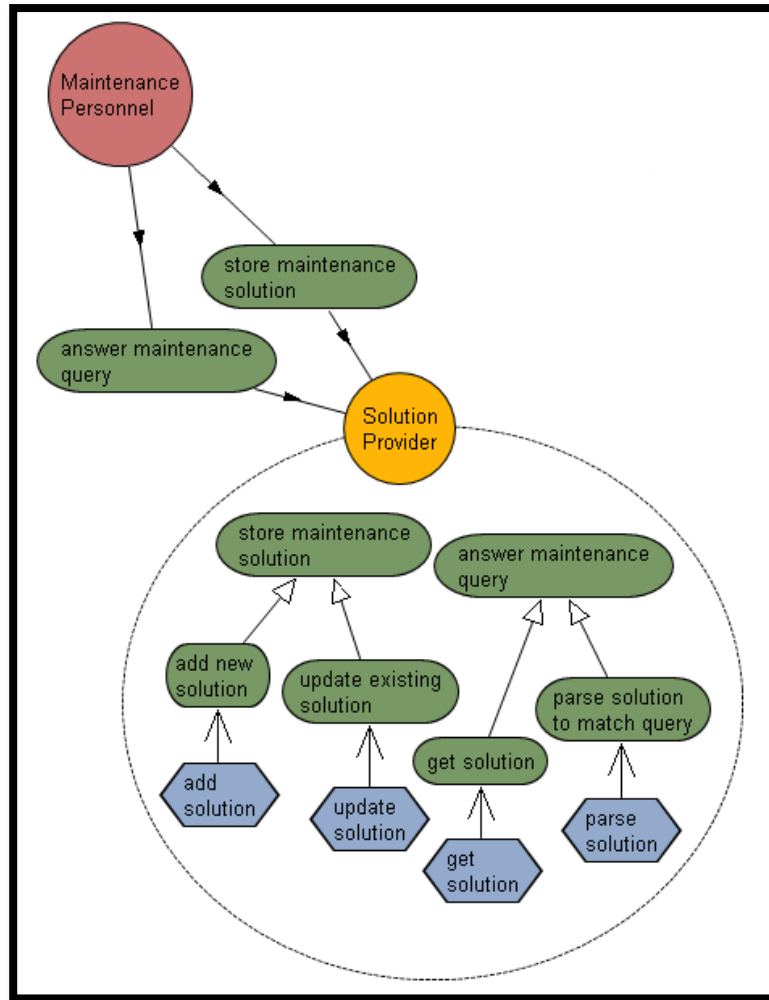 Maintenance
Personnel
store maintenance
solution
answer maintenance
query
Solution
Provider
store maintenance
solution
answer maintenance
query
add new
solution
update existing
solution
parse solution
to match query
get solution
add
solution
update
solution
parse
solution
get
solution